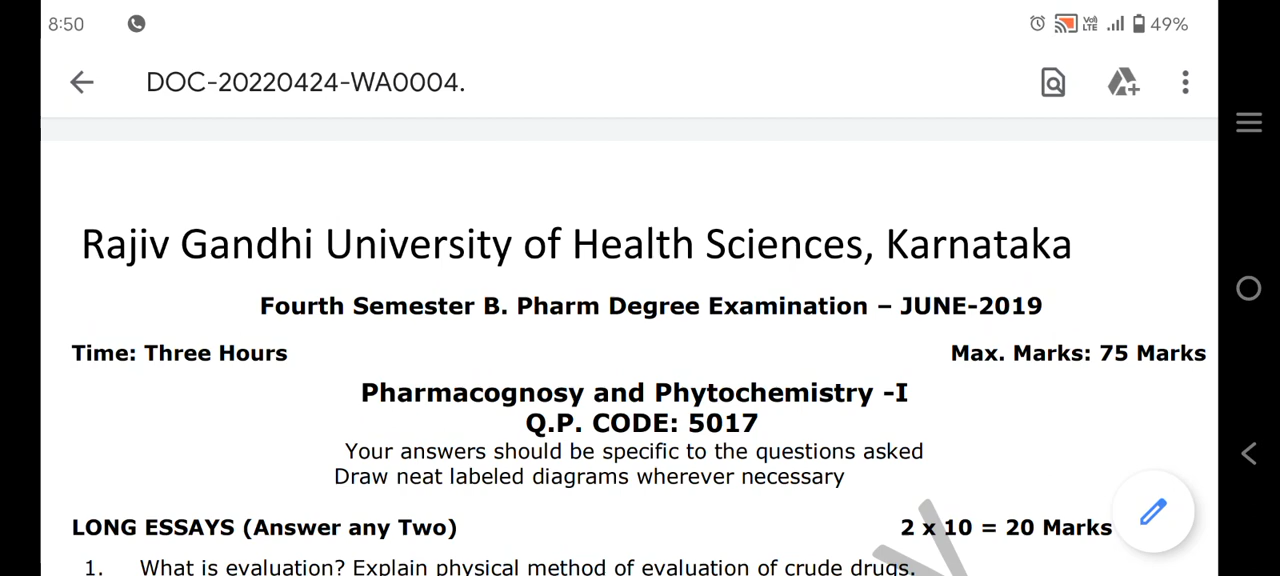 8:50 Vo) LTE 49%
DOC-20220424-WA0004.
Rajiv Gandhi University of Health Sciences, Karnataka
Fourth Semester B. Pharm Degree Examination – JUNE-2019
Time: Three Hours Max. Marks: 75 Marks
Pharmacognosy and Phytochemistry -I
Q.P. CODE: 5017
Your answers should be specific to the questions asked
Draw neat labeled diagrams wherever necessary
LONG ESSAYS (Answer any Two) 2 x 10 = 20 Marks
1. What is evaluation? Explain physical method of evaluation of crude drugs.